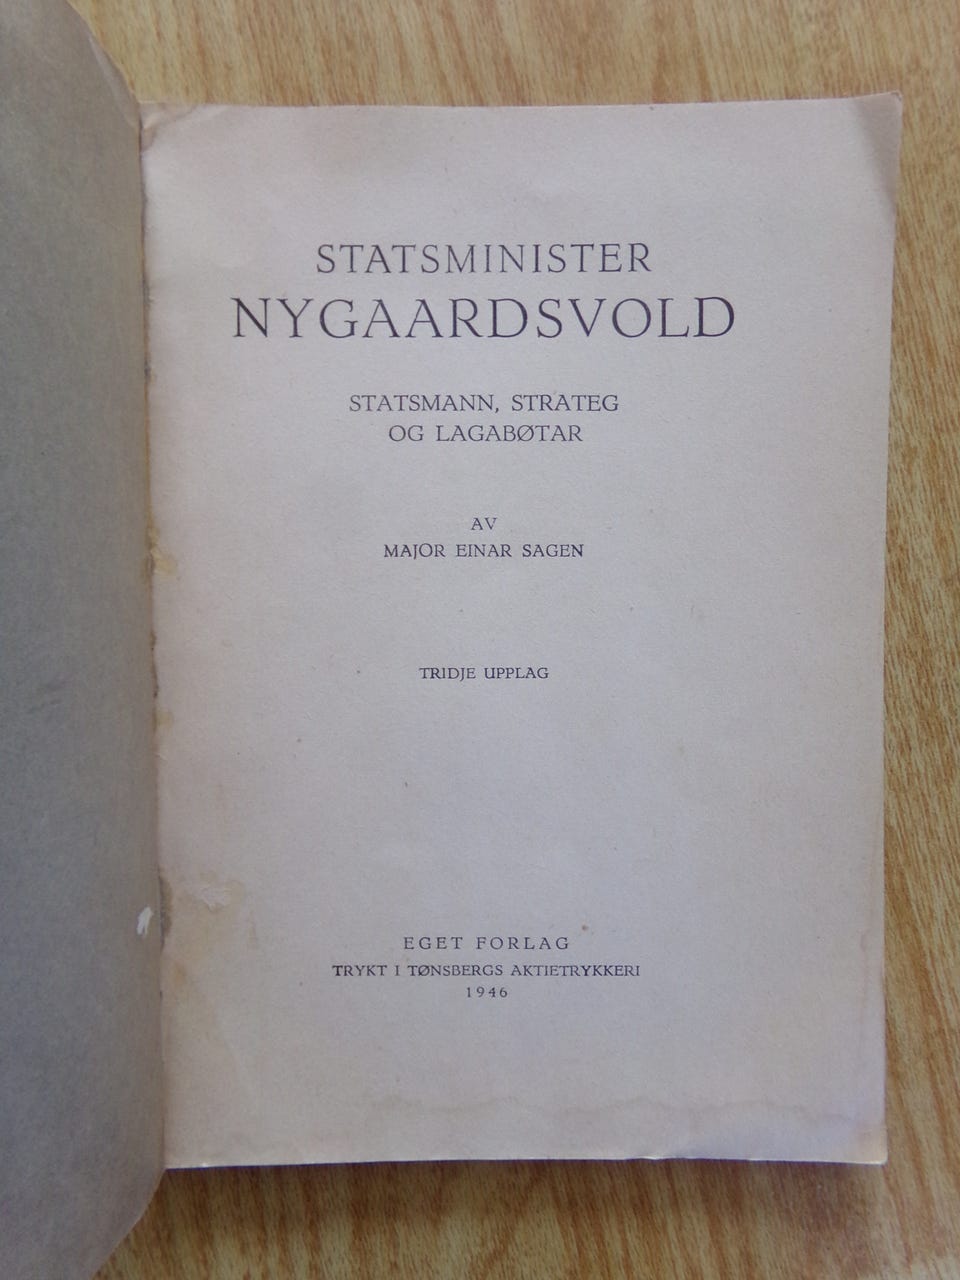 STATSMINISTER
NYGAARDSVOLD
STATSMANN, STRATEG
OG LAGABØTAR
AV
MAJOR EINAR SAGEN
TRIDJE UPPLAG
EGET FORLAG
TRYKT I TØNSBERGS AKTIETRYKKERI
1946